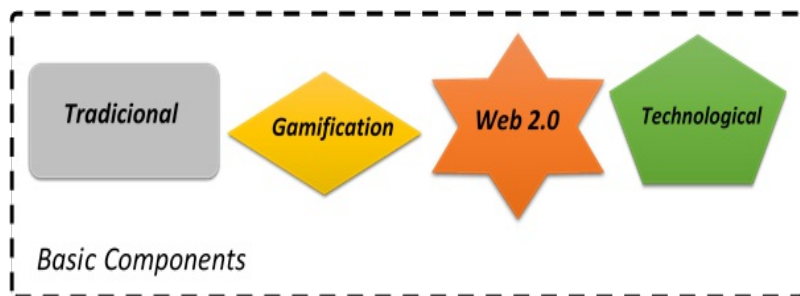 Tradicional
Gamification
Web 2.0
Technological
Basic Components